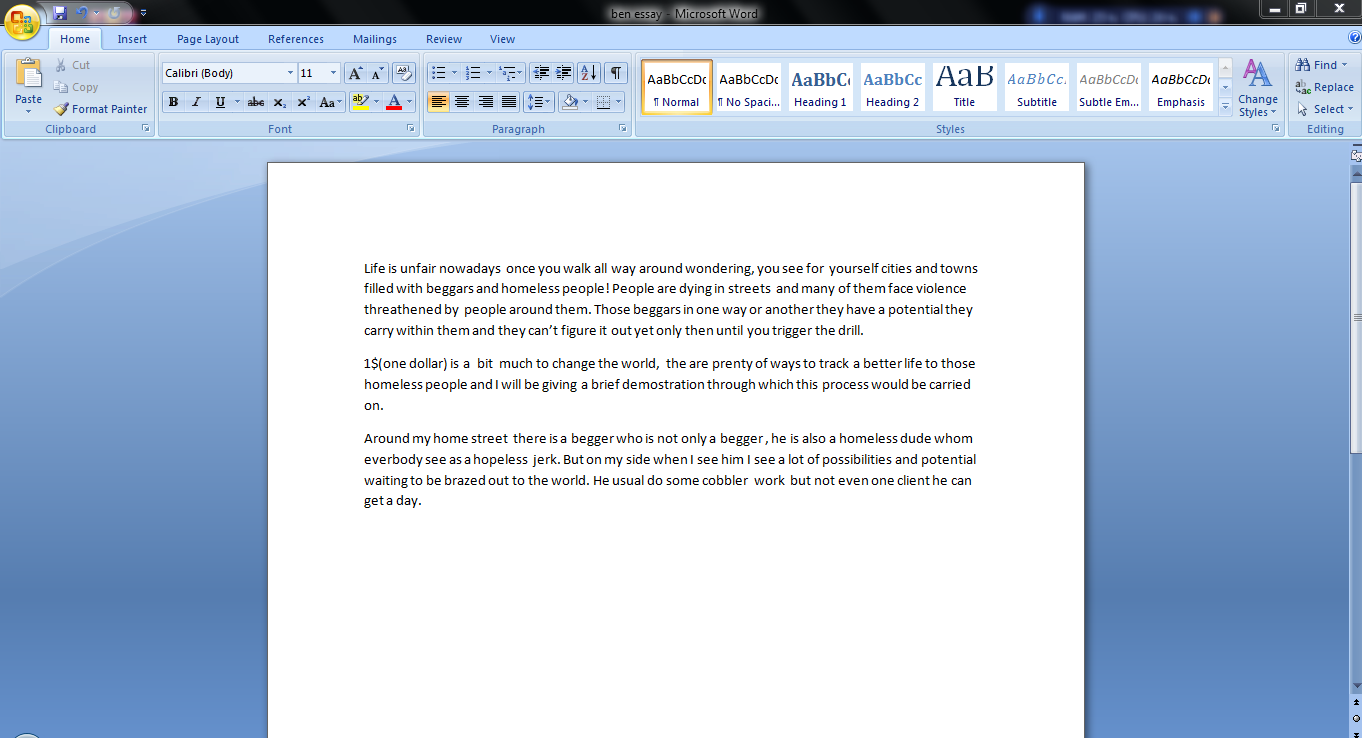 ben essay - Microsoft Word
Home Insert Page Layout References Mailings Review View
Paste
Cut
Copy
Format Painter
Clipboard
Calibri (Body) 11
B I U abc X₂ X² Aa
Font
Paragraph
AaBbCcDc AaBbCcDc AaBbC AaBbCc AaB AaBbCc. AaBbCcDc AaBbCcDc
¶ Normal ¶ No Spaci... Heading 1 Heading 2 Title Subtitle Subtle Em... Emphasis
Change Styles
Styles
Find
Replace
Select
Editing
Life is unfair nowadays once you walk all way around wondering, you see for yourself cities and towns
filled with beggars and homeless people! People are dying in streets and many of them face violence
threathened by people around them. Those beggars in one way or another they have a potential they
carry within them and they can't figure it out yet only then until you trigger the drill.
1$(one dollar) is a bit much to change the world, the are prenty of ways to track a better life to those
homeless people and I will be giving a brief demostration through which this process would be carried
on.
Around my home street there is a begger who is not only a begger , he is also a homeless dude whom
everbody see as a hopeless jerk. But on my side when I see him I see a lot of possibilities and potential
waiting to be brazed out to the world. He usual do some cobbler work but not even one client he can
get a day.